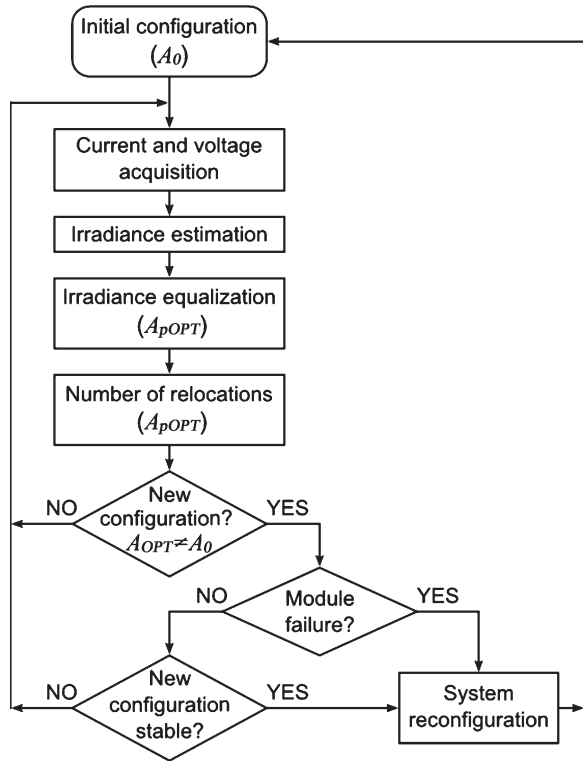 Initial configuration
(A0)
Current and voltage
acquisition
Irradiance estimation
Irradiance equalization
(ApOPT)
Number of relocations
(ApOPT)
NO
New
configuration?
AOPT≠A0
YES
NO
Module
failure?
YES
NO
New
configuration
stable?
YES
System
reconfiguration